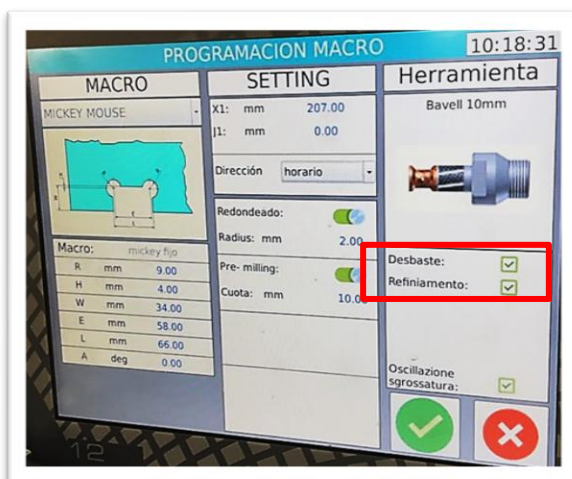 PROGRAMACION MACRO
10:18:31
MACRO
MICKEY MOUSE
Macro: mickey fijo
R mm 9.00
H mm 4.00
W mm 34.00
E mm 58.00
L mm 66.00
A deg 0.00
SETTING
X1: mm 207.00
J1: mm 0.00
Dirección horario
Redondeado:
Radius: mm 2.00
Pre- milling:
Cuota: mm 10.00
Herramienta
Bavell 10mm
Desbaste:
Refiniamento:
Oscillazione
sgrossatura:
12